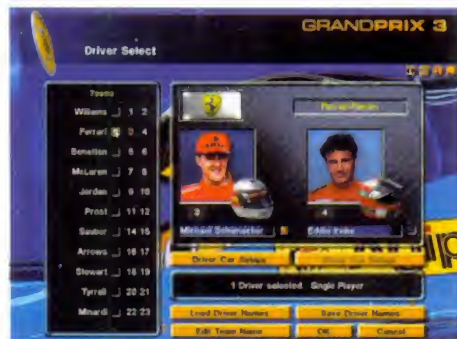 GRANDPRIX 3
Driver Select
Teams
Williams 1 2
Ferrari 3 4
Benetton 5 6
McLaren 7 8
Jordan 9 10
Prost 11 12
Sauber 14 15
Arrows 16 17
Stewart 18 19
Tyrrell 20 21
Minardi 22 23
3
4
Michael Schumacher
Eddie Irvine
Driver Car Setups
1 Driver selected Single Player
Load Driver Names
Save Driver Names
Edit Team Name
OK
Cancel